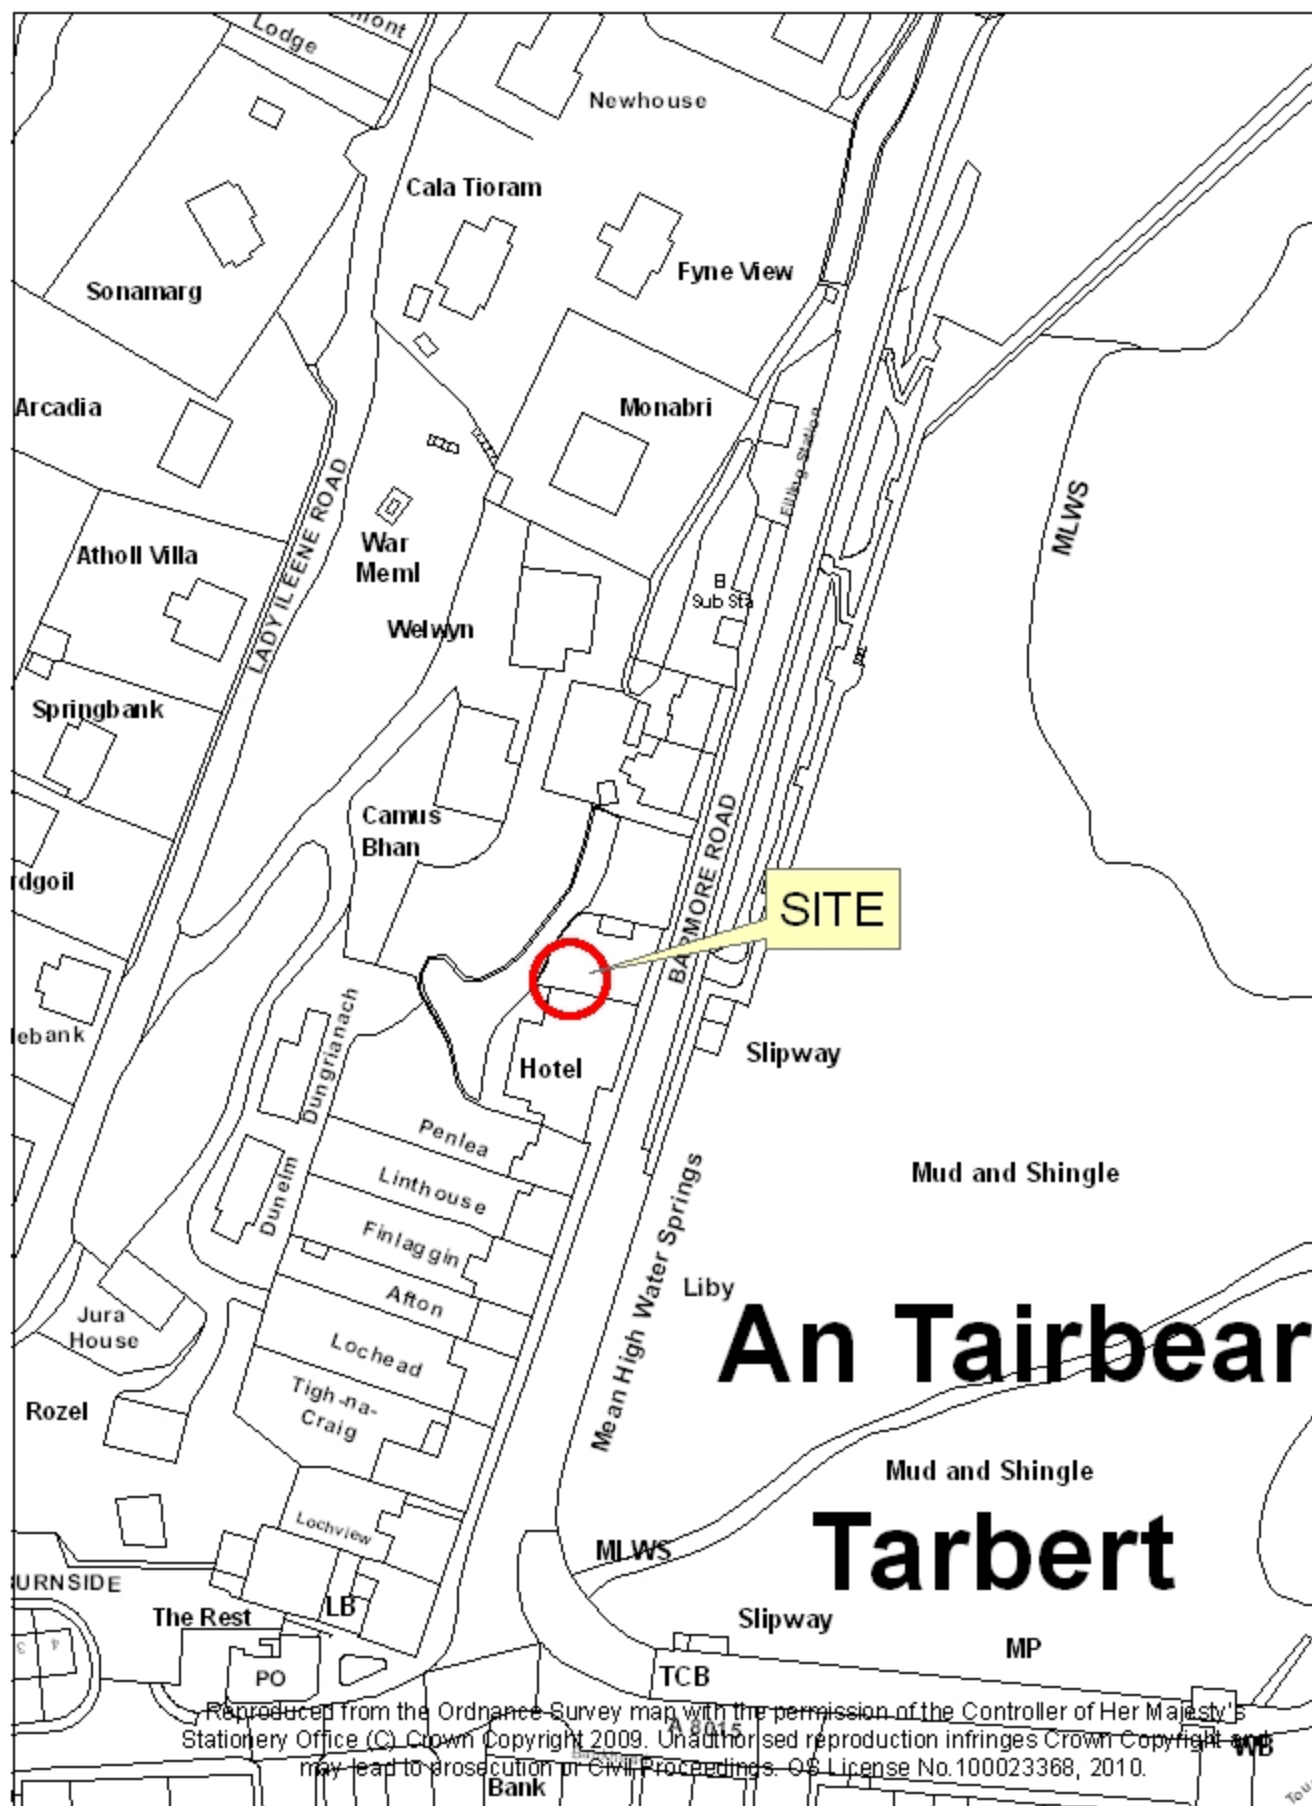 Lodge
mont
Newhouse
Cala Tioram
Fyne View
Sonamarg
Arcadia
Monabri
Filling Station
MLWS
LADY ILEENE ROAD
War
Meml
Atholl Villa
Sub Sta
Welwyn
Springbank
Camus
Bhan
BARMORE ROAD
rdgoil
SITE
lebank
Dungrianach
Hotel
Slipway
Penlea
Mud and Shingle
Linthouse
Dunelm
Finlaggin
Mean High Water Springs
Liby
Afton
Jura
House
An Tairbear
Lochead
Tigh-na-
Craig
Rozel
Mud and Shingle
Lochview
Tarbert
MLWS
URNSIDE
The Rest
LB
Slipway
3
4
MP
PO
TCB
Reproduced from the Ordnance Survey map with the permission of the Controller of Her Majesty's
A 8015
Stationery Office (C) Crown Copyright 2009. Unauthorised reproduction infringes Crown Copyright and
WB
may lead to prosecution or Civil Proceedings. OS License No.100023368, 2010.
Bank